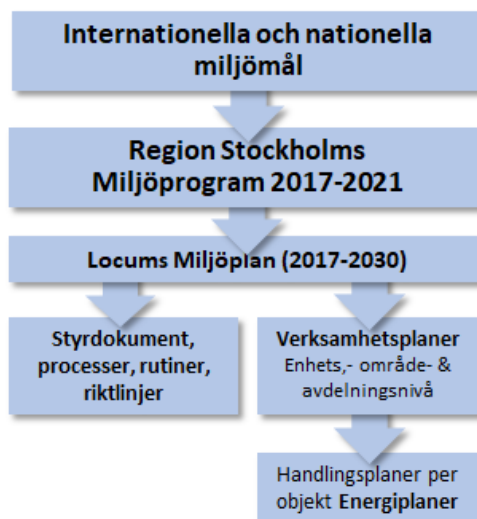 Internationella och nationella
miljömål
Region Stockholms
Miljöprogram 2017-2021
Locums Miljöplan (2017-2030)
Styrdokument,
processer, rutiner,
riktlinjer
Verksamhetsplaner
Enhets,- område- &
avdelningsnivå
Handlingsplaner per
objekt Energiplaner